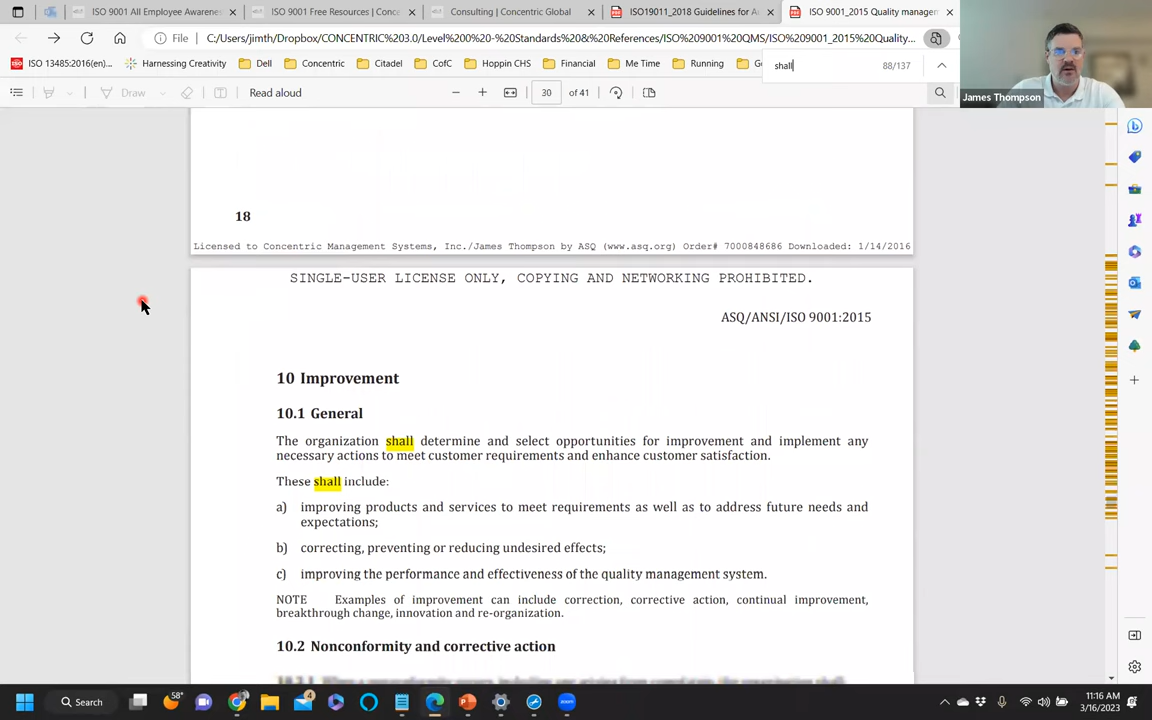 ISO 9001 All Employee Awarenes
ISO 9001 Free Resources | Conce
Consulting | Concentric Global
ISO19011_2018 Guidelines for A
ISO 9001_2015 Quality managem
File
C:/Users/jimth/Dropbox/CONCENTRIC%203.0/Level%200%20-%20Standards%20&%20References/ISO%209001%20QMS/ISO%209001_2015%20Quality...
ISO 13485:2016(en)...
Harnessing Creativity
Dell
Concentric
Citadel
CofC
Hoppin CHS
Financial
Me Time
Running
shall
88/137
Draw
Read aloud
30
of 41
James Thompson
18
Licensed to Concentric Management Systems, Inc./James Thompson by ASQ (www.asq.org) Order# 7000848686 Downloaded: 1/14/2016
SINGLE-USER LICENSE ONLY, COPYING AND NETWORKING PROHIBITED.
ASQ/ANSI/ISO 9001:2015
10 Improvement
10.1 General
The organization shall determine and select opportunities for improvement and implement any
necessary actions to meet customer requirements and enhance customer satisfaction.
These shall include:
a) improving products and services to meet requirements as well as to address future needs and
expectations;
b) correcting, preventing or reducing undesired effects;
c) improving the performance and effectiveness of the quality management system.
NOTE Examples of improvement can include correction, corrective action, continual improvement,
breakthrough change, innovation and re-organization.
10.2 Nonconformity and corrective action
Search
58°
4
11:16 AM
3/16/2023